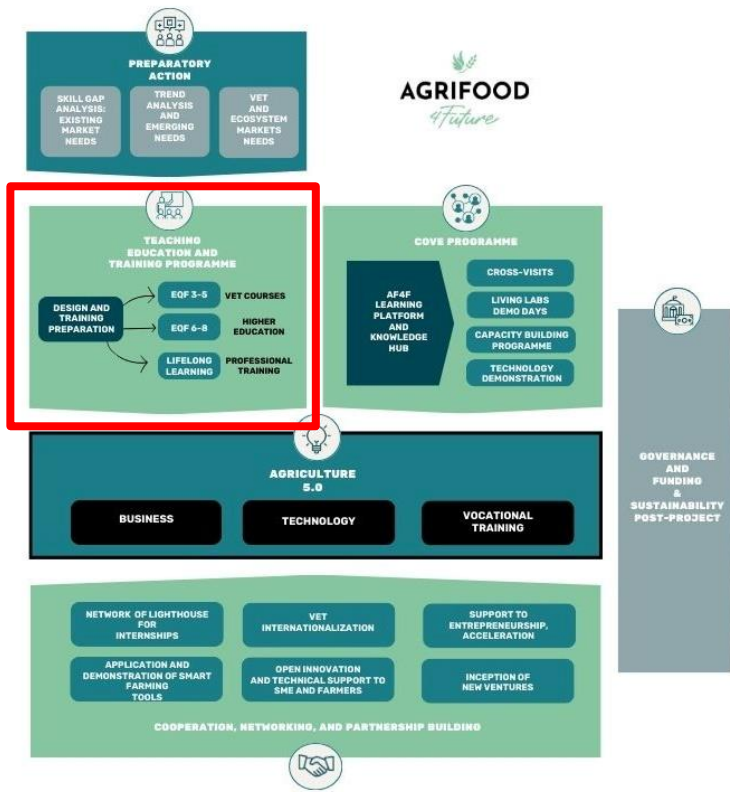 PREPARATORY
ACTION
SKILL GAP
ANALYSIS:
EXISTING
MARKET
NEEDS
TREND
ANALYSIS
AND
EMERGING
NEEDS
VET
AND
ECOSYSTEM
MARKETS
NEEDS
AGRIFOOD
4Future
TEACHING
EDUCATION AND
TRAINING PROGRAMME
DESIGN AND
TRAINING
PREPARATION
EQF 3-5
VET COURSES
EQF 6-8
HIGHER
EDUCATION
LIFELONG
LEARNING
PROFESSIONAL
TRAINING
COVE PROGRAMME
AF4F
LEARNING
PLATFORM
AND
KNOWLEDGE
HUB
CROSS-VISITS
LIVING LABS
DEMO DAYS
CAPACITY BUILDING
PROGRAMME
TECHNOLOGY
DEMONSTRATION
GOVERNANCE
AND
FUNDING
&
SUSTAINABILITY
POST-PROJECT
AGRICULTURE
5.0
BUSINESS
TECHNOLOGY
VOCATIONAL
TRAINING
NETWORK OF LIGHTHOUSE
FOR
INTERNSHIPS
VET
INTERNATIONALIZATION
SUPPORT TO
ENTREPRENEURSHIP,
ACCELERATION
APPLICATION AND
DEMONSTRATION OF SMART
FARMING
TOOLS
OPEN INNOVATION
AND TECHNICAL SUPPORT TO
SME AND FARMERS
INCEPTION OF
NEW VENTURES
COOPERATION, NETWORKING, AND PARTNERSHIP BUILDING